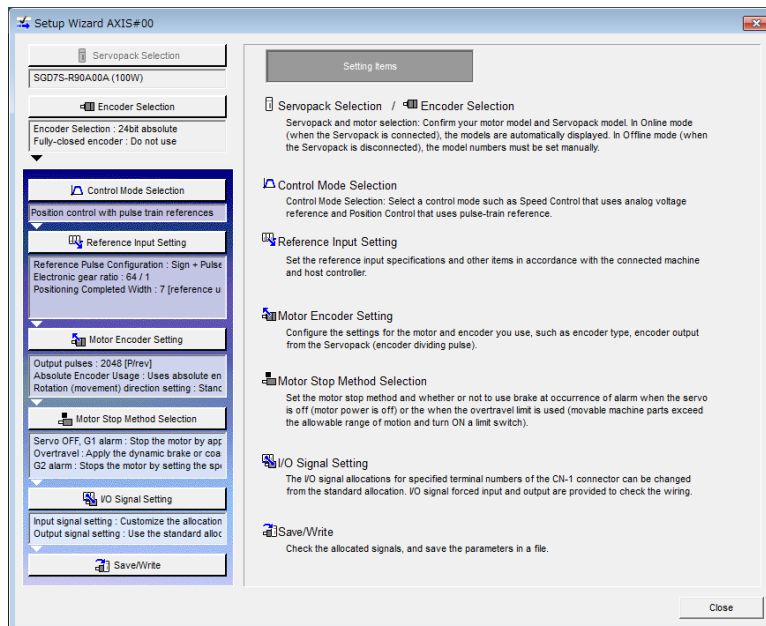 Setup Wizard AXIS#00
Servopack Selection
SGD7S-R90A00A (100W)
Encoder Selection
Encoder Selection : 24bit absolute
Fully-closed encoder : Do not use
Control Mode Selection
Position control with pulse train references
Reference Input Setting
Reference Pulse Configuration : Sign + Pulse
Electronic gear ratio : 64 / 1
Positioning Completed Width : 7 [reference u
Motor Encoder Setting
Output pulses : 2048 [P/rev]
Absolute Encoder Usage : Uses absolute en
Rotation (movement) direction setting : Stanc
Motor Stop Method Selection
Servo OFF, G1 alarm : Stop the motor by app
Overtravel : Apply the dynamic brake or coa
G2 alarm : Stops the motor by setting the spe
I/O Signal Setting
Input signal setting : Customize the allocation
Output signal setting : Use the standard alloc
Save/Write
Setting Items
Servopack Selection / Encoder Selection
Servopack and motor selection: Confirm your motor model and Servopack model. In Online mode
(when the Servopack is connected), the models are automatically displayed. In Offline mode (when
the Servopack is disconnected), the model numbers must be set manually.
Control Mode Selection
Control Mode Selection: Select a control mode such as Speed Control that uses analog voltage
reference and Position Control that uses pulse-train reference.
Reference Input Setting
Set the reference input specifications and other items in accordance with the connected machine
and host controller.
Motor Encoder Setting
Configure the settings for the motor and encoder you use, such as encoder type, encoder output
from the Servopack (encoder dividing pulse).
Motor Stop Method Selection
Set the motor stop method and whether or not to use brake at occurrence of alarm when the servo
is off (motor power is off) or the when the overtravel limit is used (movable machine parts exceed
the allowable range of motion and turn ON a limit switch).
I/O Signal Setting
The I/O signal allocations for specified terminal numbers of the CN-1 connector can be changed
from the standard allocation. I/O signal forced input and output are provided to check the wiring.
Save/Write
Check the allocated signals, and save the parameters in a file.
Close